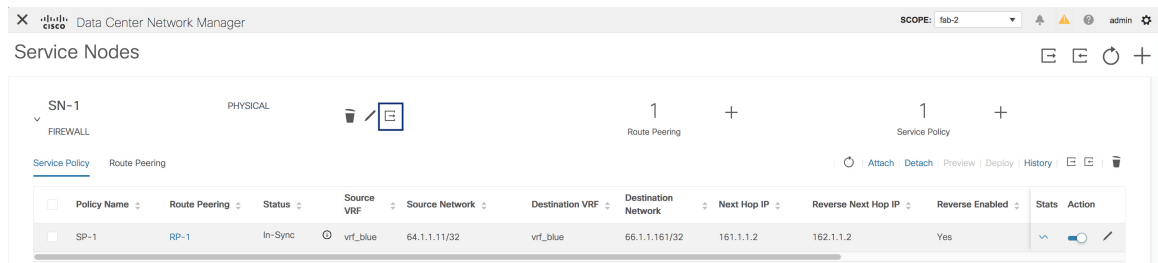 cisco Data Center Network Manager SCOPE: fab-2 admin
Service Nodes
SN-1 PHYSICAL 1 1
FIREWALL Route Peering Service Policy
Service Policy Route Peering Attach Detach Preview Deploy History
Policy Name Route Peering Status Source VRF Source Network Destination VRF Destination Network Next Hop IP Reverse Next Hop IP Reverse Enabled Stats Action
SP-1 RP-1 In-Sync vrf_blue 64.1.1.11/32 vrf_blue 66.1.1.161/32 161.1.1.2 162.1.1.2 Yes